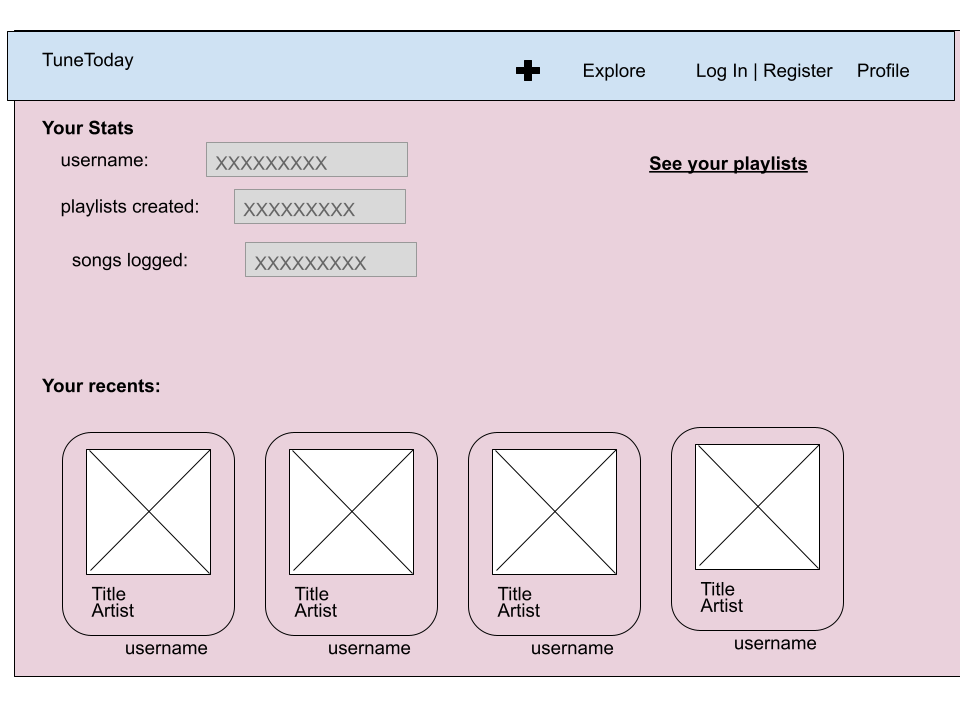 TuneToday
Explore Log In | Register Profile
Your Stats
username: XXXXXXXXX
See your playlists
playlists created: XXXXXXXXX
songs logged: XXXXXXXXX
Your recents:
Title
Artist
username
Title
Artist
username
Title
Artist
username
Title
Artist
username